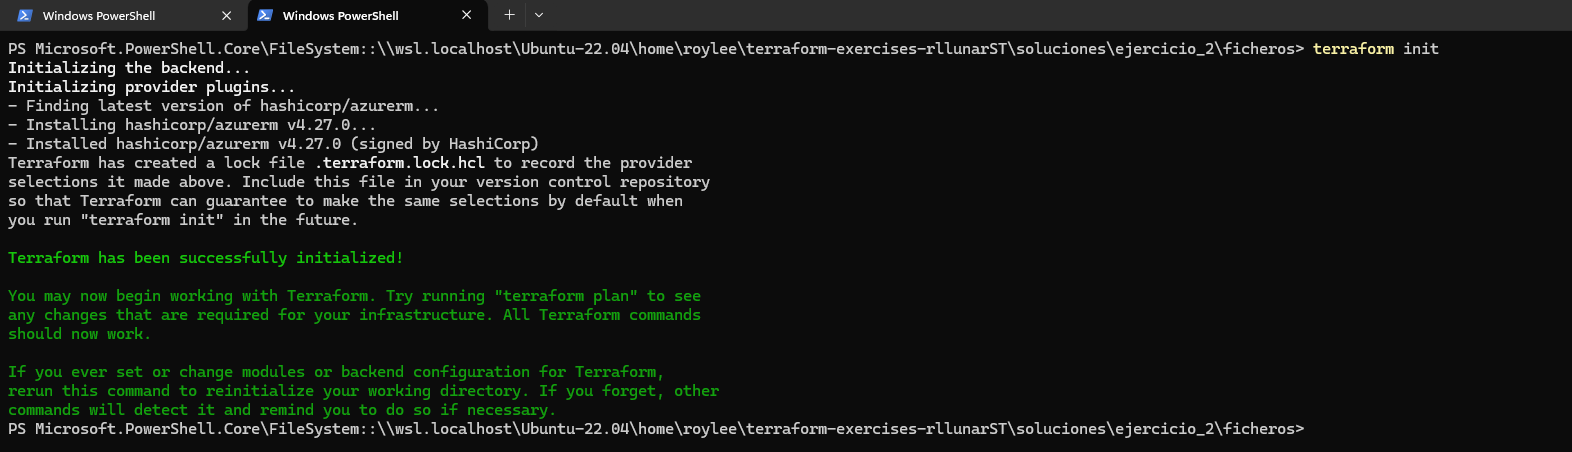 Windows PowerShell
Windows PowerShell
PS Microsoft.PowerShell.Core\FileSystem::\\wsl.localhost\Ubuntu-22.04\home\roylee\terraform-exercises-rllunarST\soluciones\ejercicio_2\ficheros> terraform init
Initializing the backend...
Initializing provider plugins...
- Finding latest version of hashicorp/azurerm...
- Installing hashicorp/azurerm v4.27.0...
- Installed hashicorp/azurerm v4.27.0 (signed by HashiCorp)
Terraform has created a lock file .terraform.lock.hcl to record the provider
selections it made above. Include this file in your version control repository
so that Terraform can guarantee to make the same selections by default when
you run "terraform init" in the future.
Terraform has been successfully initialized!
You may now begin working with Terraform. Try running "terraform plan" to see
any changes that are required for your infrastructure. All Terraform commands
should now work.
If you ever set or change modules or backend configuration for Terraform,
rerun this command to reinitialize your working directory. If you forget, other
commands will detect it and remind you to do so if necessary.
PS Microsoft.PowerShell.Core\FileSystem::\\wsl.localhost\Ubuntu-22.04\home\roylee\terraform-exercises-rllunarST\soluciones\ejercicio_2\ficheros>